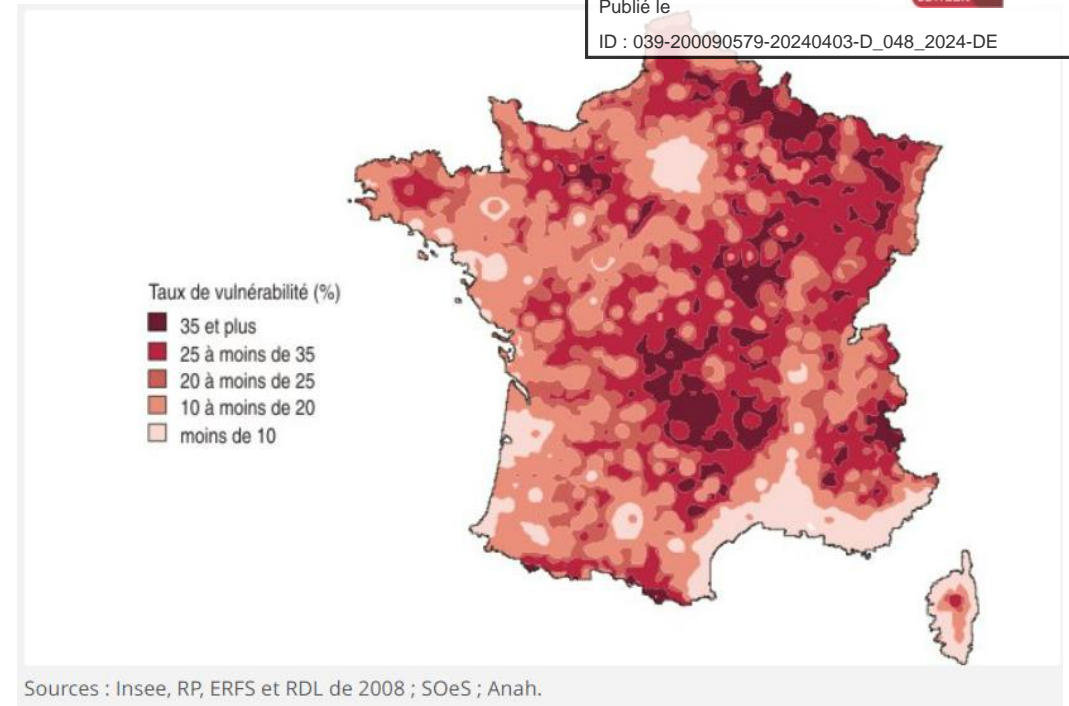 Publié le
ID : 039-200090579-20240403-D_048_2024-DE
Taux de vulnérabilité (%)
35 et plus
25 à moins de 35
20 à moins de 25
10 à moins de 20
moins de 10
Sources : Insee, RP, ERFS et RDL de 2008 ; SOeS ; Anah.